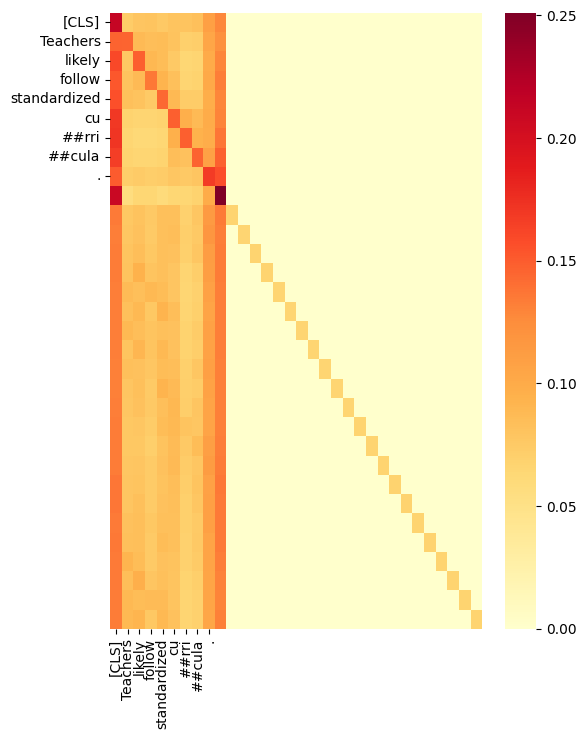 [CLS]
Teachers
likely
follow
standardized
cu
##rri
##cula
.
0.25
0.20
0.15
0.10
0.05
0.00
[CLS]
Teachers
likely
follow
standardized
cu
##rri
##cula
.